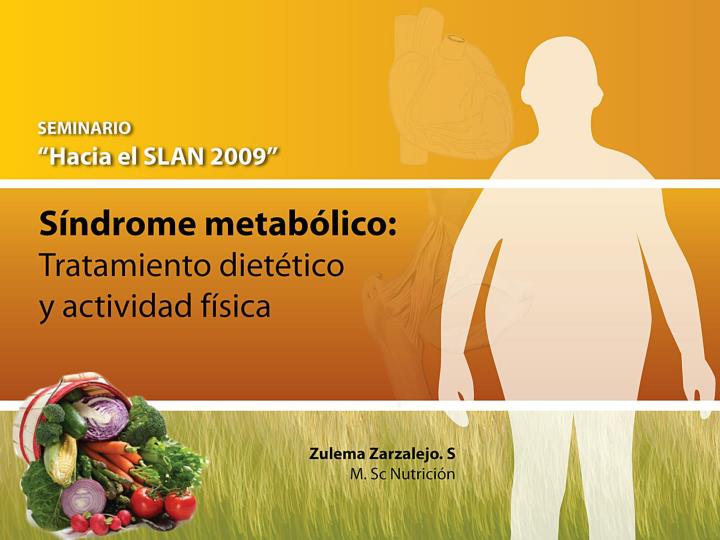 SEMINARIO
“Hacia el SLAN 2009”
Síndrome metabólico:
Tratamiento dietético
y actividad física
Zulema Zarzalejo. S
M. Sc Nutrición